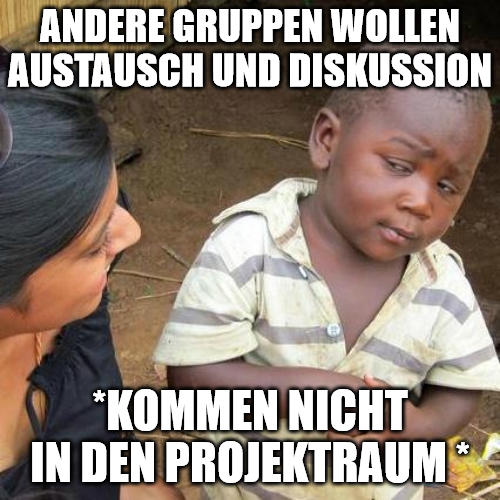 ANDERE GRUPPEN WOLLEN
AUSTAUSCH UND DISKUSSION
*KOMMEN NICHT
IN DEN PROJEKTRAUM *